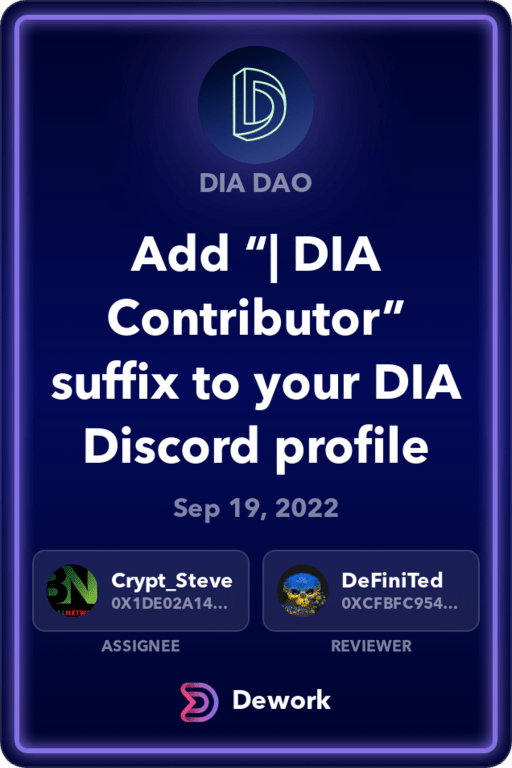 DIA DAO
Add “| DIA
Contributor”
suffix to your DIA
Discord profile
Sep 19, 2022
Crypt_Steve
0X1DE02A14...
DeFiniTed
0XCFBFC954...
ASSIGNEE
REVIEWER
Dework